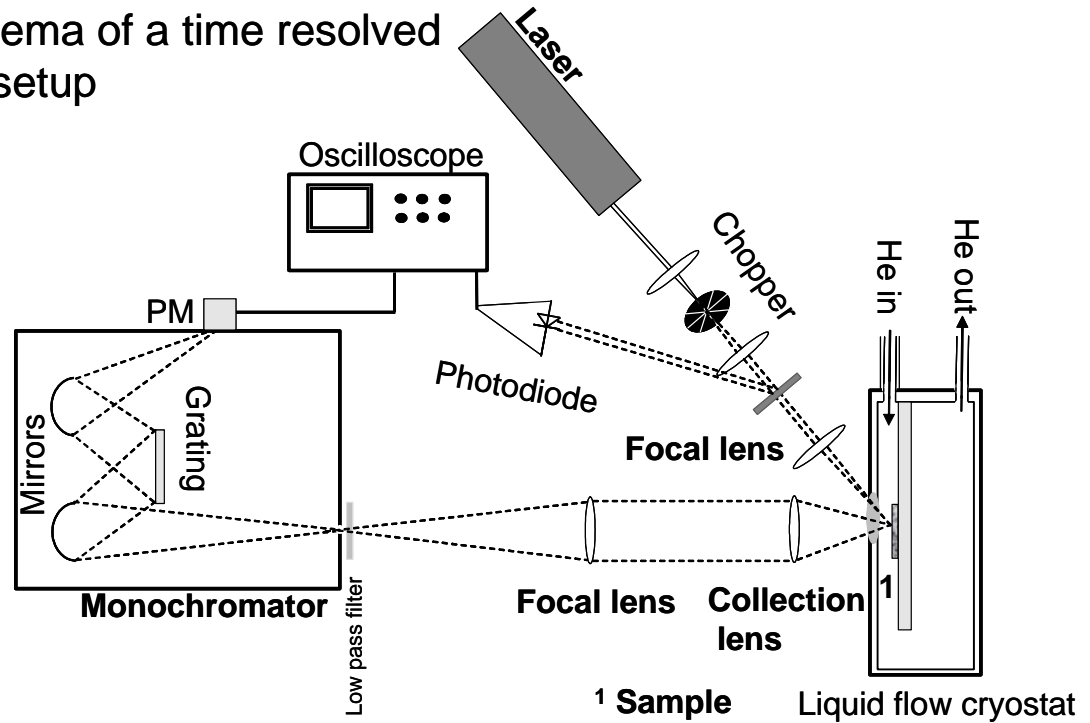 ema of a time resolved
setup
Laser
Oscilloscope
Chopper
He in
He out
PM
Photodiode
Mirrors
Grating
Focal lens
Monochromator
Low pass filter
Focal lens
Collection
lens
1
¹ Sample
Liquid flow cryostat